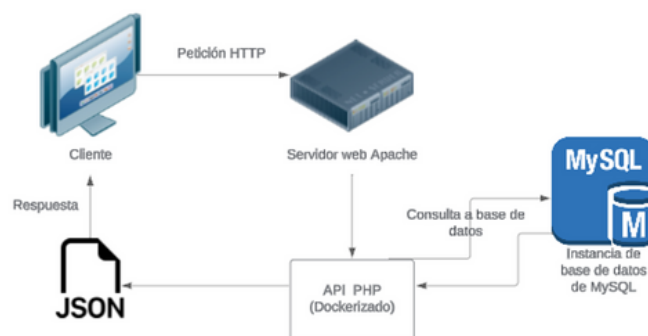 Petición HTTP
Cliente
Servidor web Apache
MySQL
M
Respuesta
Consulta a base de
datos
Instancia de
base de datos
de MySQL
JSON
API PHP
(Dockerizado)